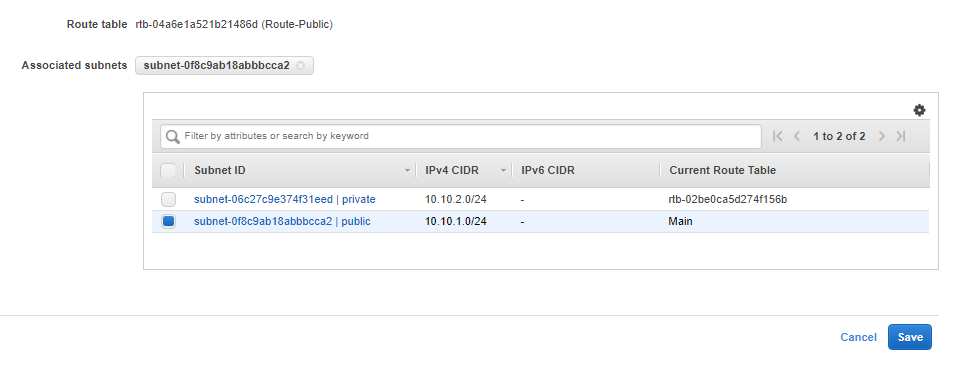 Route table rtb-04a6e1a521b21486d (Route-Public)
Associated subnets subnet-0f8c9ab18abbbcca2
Filter by attributes or search by keyword 1 to 2 of 2
Subnet ID IPv4 CIDR IPv6 CIDR Current Route Table
subnet-06c27c9e374f31eed | private 10.10.2.0/24 - rtb-02be0ca5d274f156b
subnet-0f8c9ab18abbbcca2 | public 10.10.1.0/24 - Main
Cancel Save